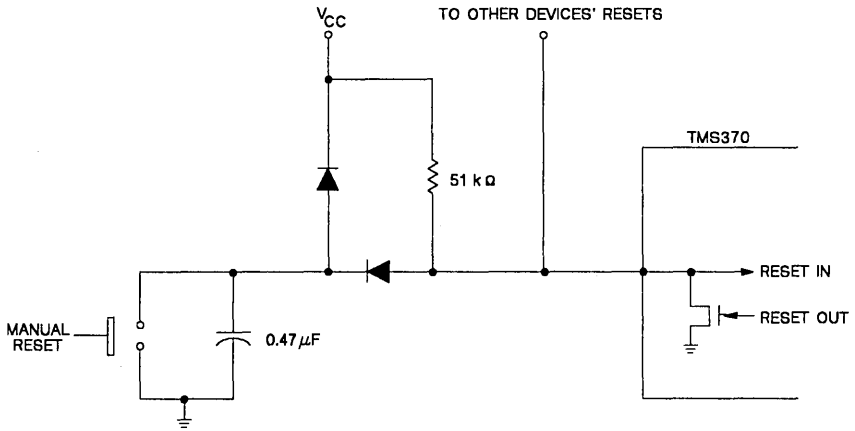 VCC
TO OTHER DEVICES' RESETS
TMS370
51 kΩ
RESET IN
RESET OUT
MANUAL
RESET
0.47µF